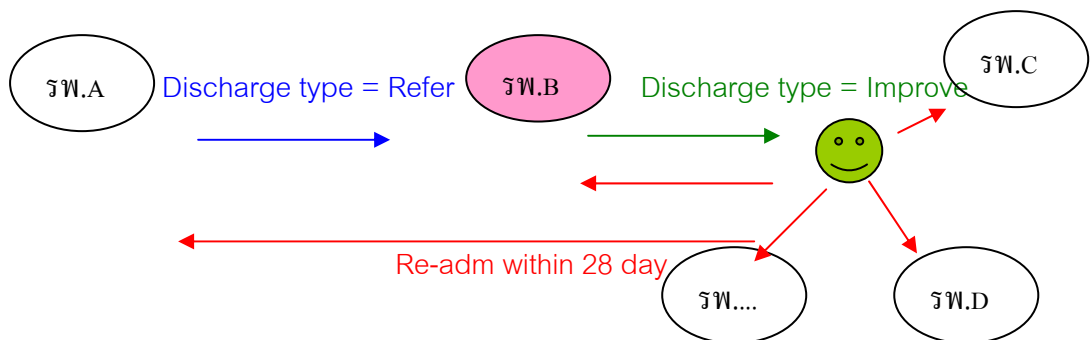 รพ.A
Discharge type = Refer
รพ.B
Discharge type = Improve
รพ.C
Re-adm within 28 day
รพ....
รพ.D